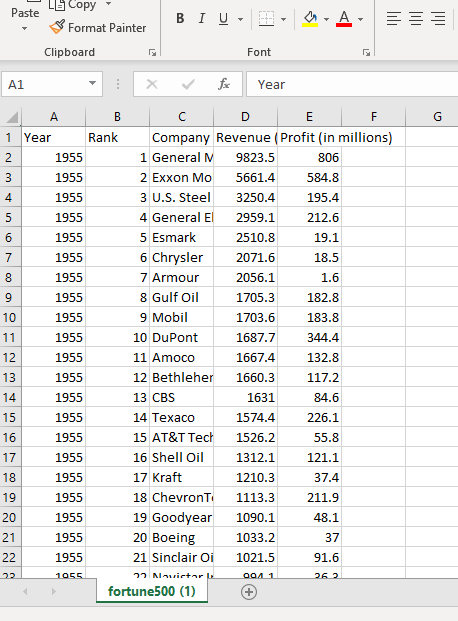 Copy
Paste
Format Painter
B I U A
Clipboard Font
A1 fx Year
A B C D E F G
1 Year Rank Company Revenue ( Profit (in millions)
2 1955 1 General M 9823.5 806
3 1955 2 Exxon Mo 5661.4 584.8
4 1955 3 U.S. Steel 3250.4 195.4
5 1955 4 General El 2959.1 212.6
6 1955 5 Esmark 2510.8 19.1
7 1955 6 Chrysler 2071.6 18.5
8 1955 7 Armour 2056.1 1.6
9 1955 8 Gulf Oil 1705.3 182.8
10 1955 9 Mobil 1703.6 183.8
11 1955 10 DuPont 1687.7 344.4
12 1955 11 Amoco 1667.4 132.8
13 1955 12 Bethleher 1660.3 117.2
14 1955 13 CBS 1631 84.6
15 1955 14 Texaco 1574.4 226.1
16 1955 15 AT&T Tech 1526.2 55.8
17 1955 16 Shell Oil 1312.1 121.1
18 1955 17 Kraft 1210.3 37.4
19 1955 18 ChevronTe 1113.3 211.9
20 1955 19 Goodyear 1090.1 48.1
21 1955 20 Boeing 1033.2 37
22 1955 21 Sinclair Oi 1021.5 91.6
23 1955 22 Navistar In 994.1 36.3
fortune500 (1)